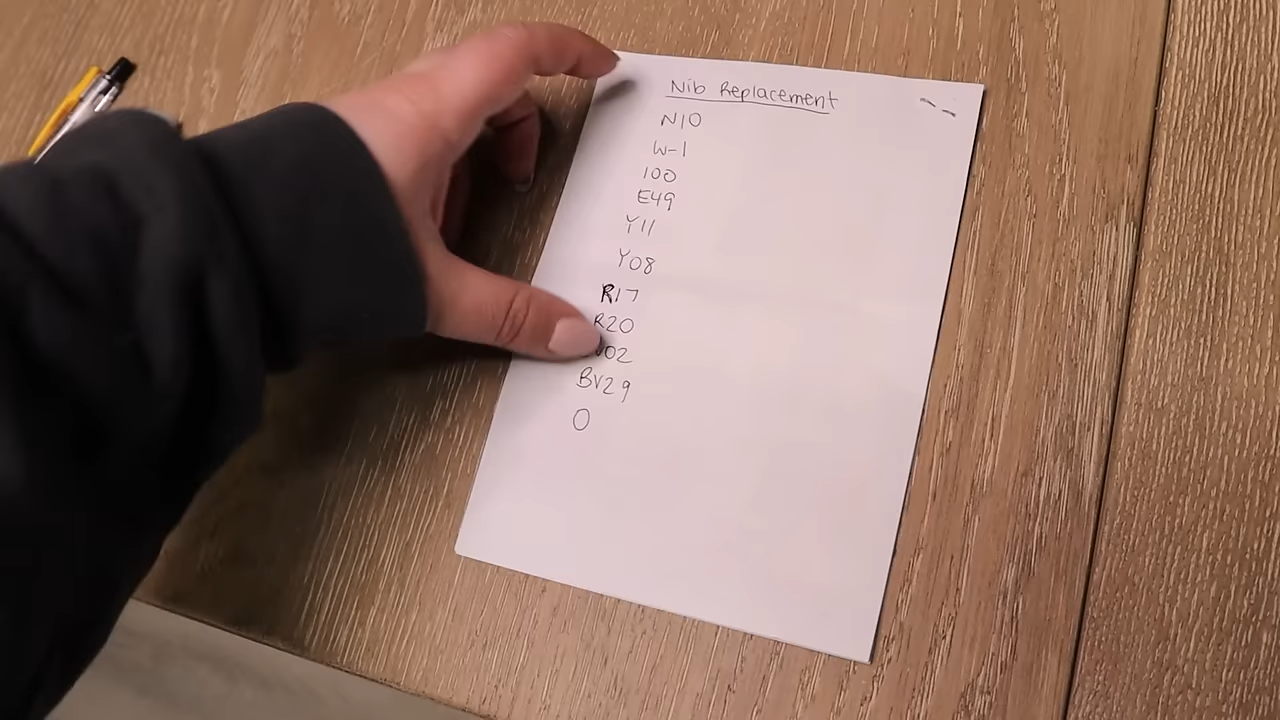 Nib Replacement
N10
W-1
100
E49
Y11
Y08
R17
R20
BV29
0